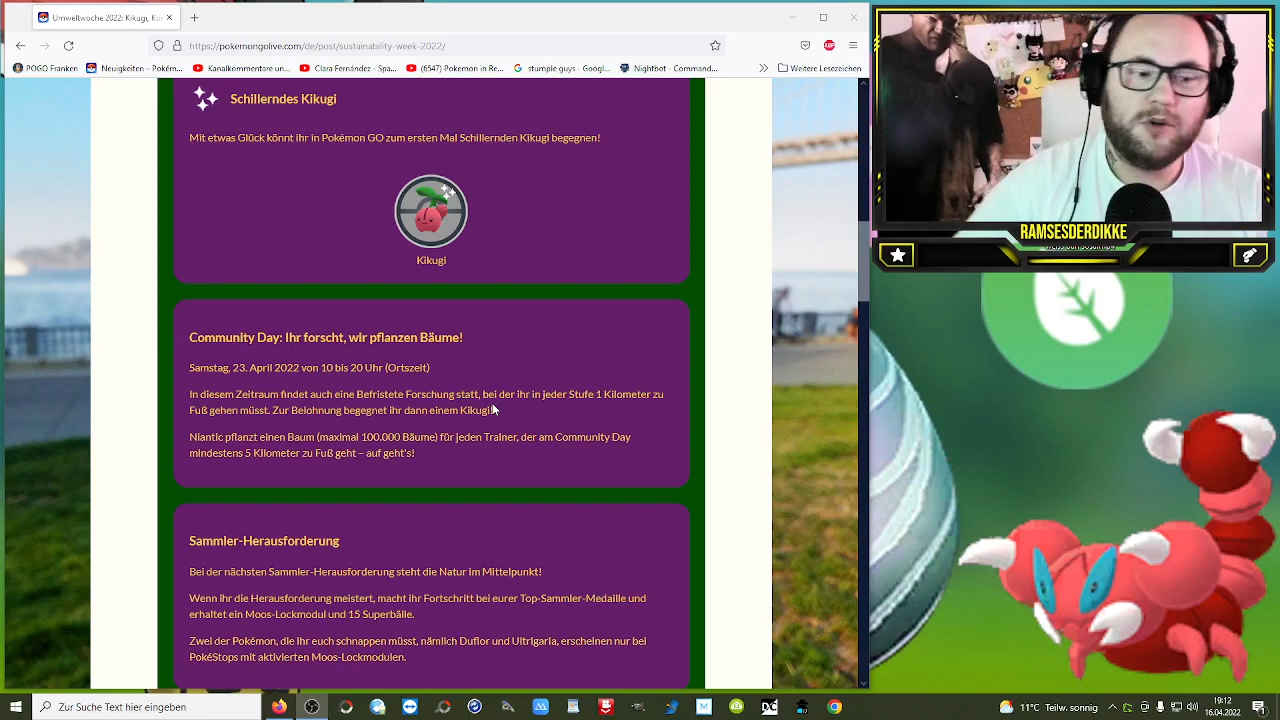 Umweltwoche 2022: Kikugi, Ko
https://pokemongolive.com/de/post/sustainability-week-2022/
POGO Franken
Neuigkeiten – Pokém...
Kanalkommentare un...
Clickerz Herz - Spa...
(6547) Pokemon in Re...
stumple guys - Googl...
Nightbot - Command...
Weitere Lesezeichen
Schillerndes Kikugi
Mit etwas Glück könnt ihr in Pokémon GO zum ersten Mal Schillernden Kikugi begegnen!
Kikugi
Community Day: Ihr forscht, wir pflanzen Bäume!
Samstag, 23. April 2022 von 10 bis 20 Uhr (Ortszeit)
In diesem Zeitraum findet auch eine Befristete Forschung statt, bei der ihr in jeder Stufe 1 Kilometer zu
Fuß gehen müsst. Zur Belohnung begegnet ihr dann einem Kikugi!
Niantic pflanzt einen Baum (maximal 100.000 Bäume) für jeden Trainer, der am Community Day
mindestens 5 Kilometer zu Fuß geht – auf geht's!
Sammler-Herausforderung
Bei der nächsten Sammler-Herausforderung steht die Natur im Mittelpunkt!
Wenn ihr die Herausforderung meistert, macht ihr Fortschritt bei eurer Top-Sammler-Medaille und
erhaltet ein Moos-Lockmodul und 15 Superbälle.
Zwei der Pokémon, die ihr euch schnappen müsst, nämlich Duflor und Ultrigaria, erscheinen nur bei
PokéStops mit aktivierten Moos-Lockmodulen.
RAMSESDERDIKKE
Zur Suche Text hier eingeben
11°C Teilw. sonnig
19:12
16.04.2022